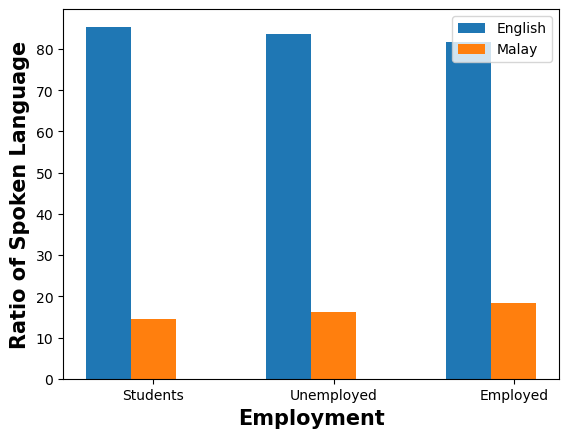 English
Malay
80
70
60
50
40
30
20
10
0
Ratio of Spoken Language
Students Unemployed Employed
Employment